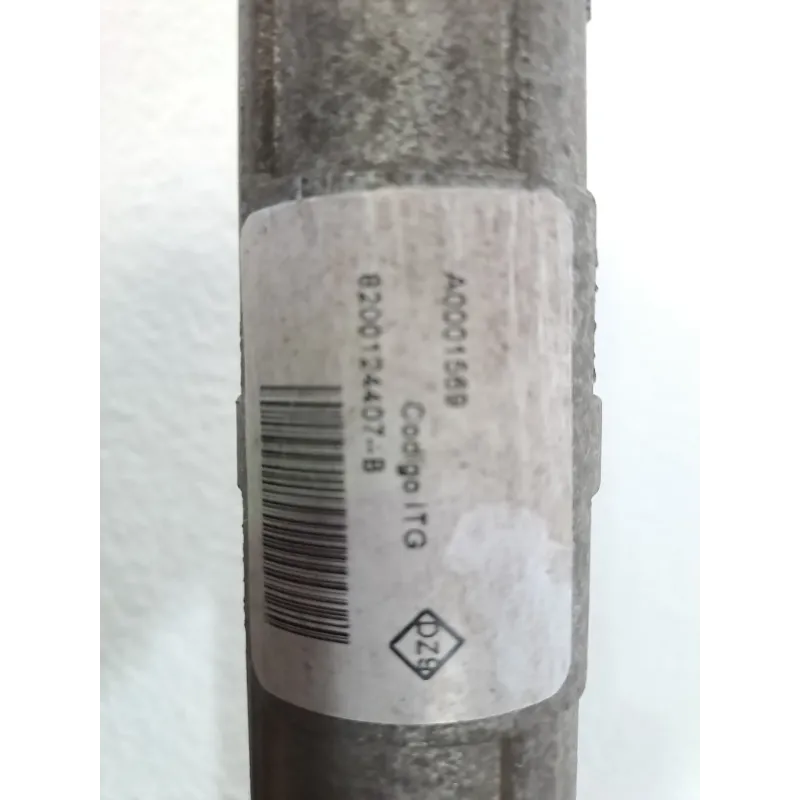 A0001569
Codigo ITG
8200124407--B
DZ9